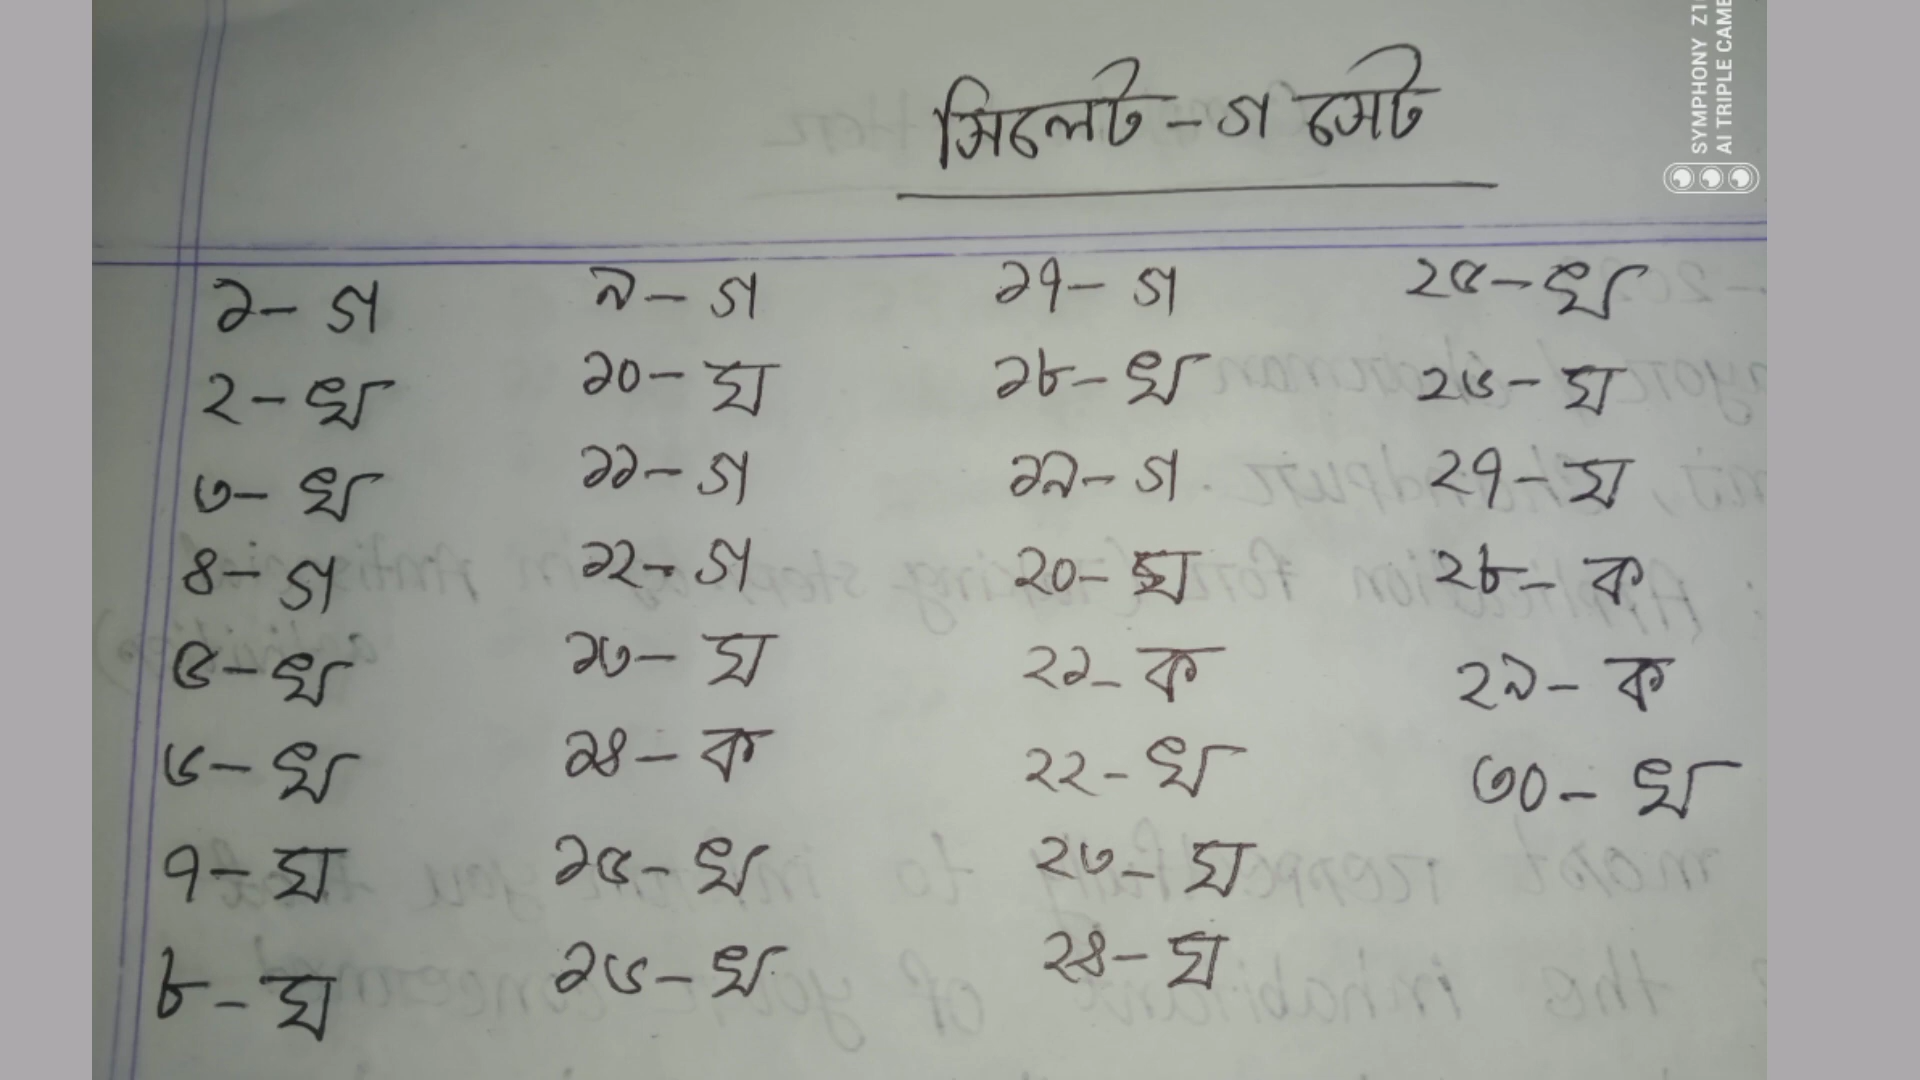 সিলেট - গ সেট
১- গ
২- খ
৩- খ
৪- গ
৫- খ
৬- খ
৭- ঘ
৮- ঘ
৯- গ
১০- ঘ
১১- গ
১২- গ
১৩- ঘ
১৪- ক
১৫- খ
১৬- খ
১৭- গ
১৮- খ
১৯- গ
২০- ঘ
২১- ক
২২- খ
২৩- ঘ
২৪- ঘ
২৫- খ
২৬- ঘ
২৭- ঘ
২৮- ক
২৯- ক
৩০- খ
SYMPHONY Z1
AI TRIPLE CAME